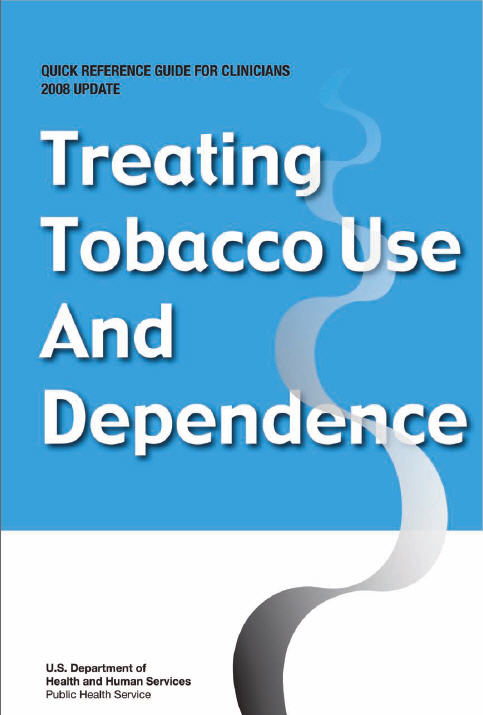 QUICK REFERENCE GUIDE FOR CLINICIANS
2008 UPDATE
Treating
Tobacco Use
And
Dependence
U.S. Department of
Health and Human Services
Public Health Service